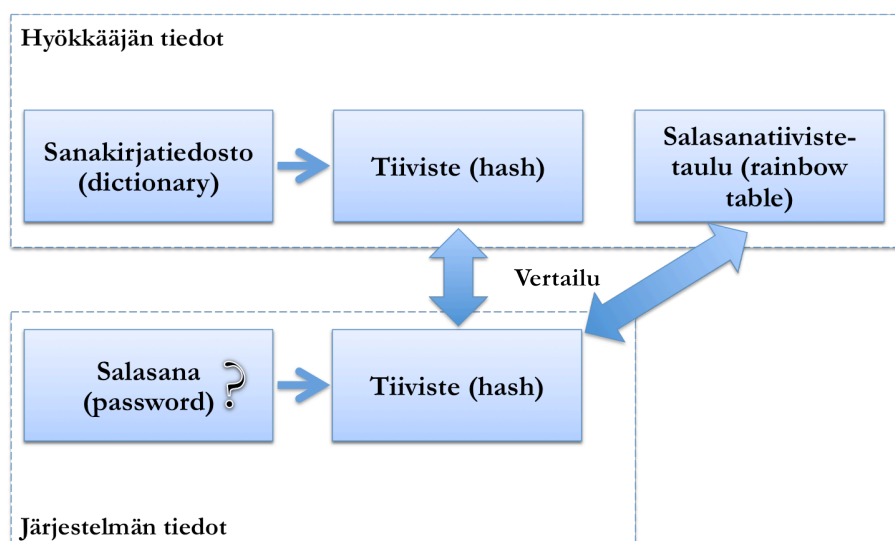 Hyökkääjän tiedot
Sanakirjatiedosto
(dictionary)
Tiiviste (hash)
Salasanatiiviste-
taulu (rainbow
table)
Vertailu
Salasana
(password)
?
Tiiviste (hash)
Järjestelmän tiedot